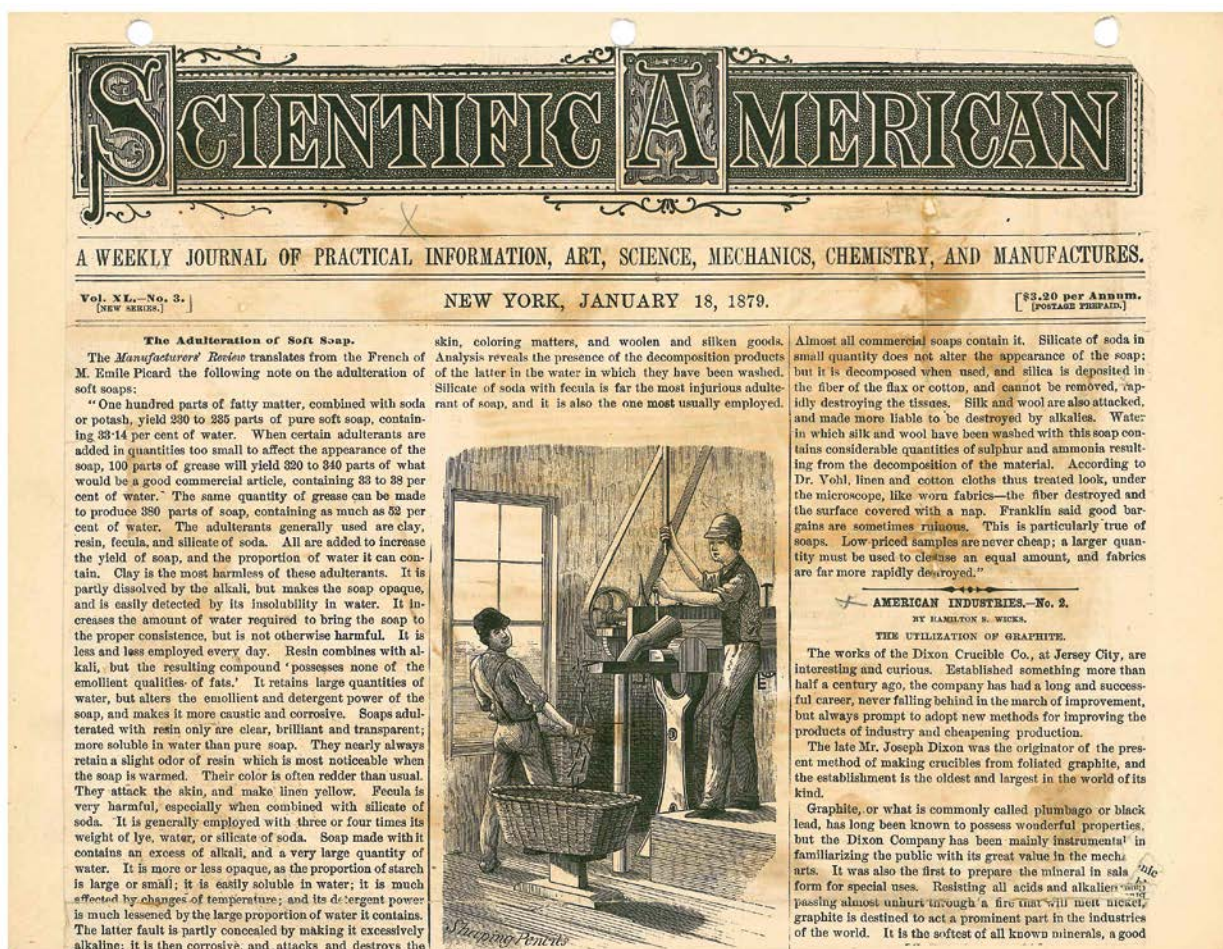 SCIENTIFIC AMERICAN
A WEEKLY JOURNAL OF PRACTICAL INFORMATION, ART, SCIENCE, MECHANICS, CHEMISTRY, AND MANUFACTURES.
Vol. XL.—No. 3.
[NEW SERIES.]
NEW YORK, JANUARY 18, 1879.
[$3.20 per Annum.
[POSTAGE PREPAID.]
The Adulteration of Soft Soap.
The Manufacturers' Review translates from the French of
M. Emile Picard the following note on the adulteration of
soft soaps:
"One hundred parts of fatty matter, combined with soda
or potash, yield 230 to 235 parts of pure soft soap, contain-
ing 33·14 per cent of water. When certain adulterants are
added in quantities too small to affect the appearance of the
soap, 100 parts of grease will yield 320 to 340 parts of what
would be a good commercial article, containing 33 to 38 per
cent of water. The same quantity of grease can be made
to produce 380 parts of soap, containing as much as 52 per
cent of water. The adulterants generally used are clay,
resin, fecula, and silicate of soda. All are added to increase
the yield of soap, and the proportion of water it can con-
tain. Clay is the most harmless of these adulterants. It is
partly dissolved by the alkali, but makes the soap opaque,
and is easily detected by its insolubility in water. It in-
creases the amount of water required to bring the soap to
the proper consistence, but is not otherwise harmful. It is
less and less employed every day. Resin combines with al-
kali, but the resulting compound 'possesses none of the
emollient qualities of fats.' It retains large quantities of
water, but alters the emollient and detergent power of the
soap, and makes it more caustic and corrosive. Soaps adul-
terated with resin only are clear, brilliant and transparent;
more soluble in water than pure soap. They nearly always
retain a slight odor of resin which is most noticeable when
the soap is warmed. Their color is often redder than usual.
They attack the skin, and make linen yellow. Fecula is
very harmful, especially when combined with silicate of
soda. It is generally employed with three or four times its
weight of lye, water, or silicate of soda. Soap made with it
contains an excess of alkali, and a very large quantity of
water. It is more or less opaque, as the proportion of starch
is large or small; it is easily soluble in water; it is much
affected by changes of temperature; and its detergent power
is much lessened by the large proportion of water it contains.
The latter fault is partly concealed by making it excessively
alkaline; it is then corrosive, and attacks and destroys the
skin, coloring matters, and woolen and silken goods.
Analysis reveals the presence of the decomposition products
of the latter in the water in which they have been washed.
Silicate of soda with fecula is far the most injurious adulte-
rant of soap, and it is also the one most usually employed.
Shaping Pencils
Almost all commercial soaps contain it. Silicate of soda in
small quantity does not alter the appearance of the soap;
but it is decomposed when used, and silica is deposited in
the fiber of the flax or cotton, and cannot be removed, rap-
idly destroying the tissues. Silk and wool are also attacked,
and made more liable to be destroyed by alkalies. Water
in which silk and wool have been washed with this soap con-
tains considerable quantities of sulphur and ammonia result-
ing from the decomposition of the material. According to
Dr. Vohl, linen and cotton cloths thus treated look, under
the microscope, like worn fabrics—the fiber destroyed and
the surface covered with a nap. Franklin said good bar-
gains are sometimes ruinous. This is particularly true of
soaps. Low-priced samples are never cheap; a larger quan-
tity must be used to cleanse an equal amount, and fabrics
are far more rapidly destroyed."
AMERICAN INDUSTRIES.—No. 2.
BY HAMILTON S. WICKS.
THE UTILIZATION OF GRAPHITE.
The works of the Dixon Crucible Co., at Jersey City, are
interesting and curious. Established something more than
half a century ago, the company has had a long and success-
ful career, never falling behind in the march of improvement,
but always prompt to adopt new methods for improving the
products of industry and cheapening production.
The late Mr. Joseph Dixon was the originator of the pres-
ent method of making crucibles from foliated graphite, and
the establishment is the oldest and largest in the world of its
kind.
Graphite, or what is commonly called plumbago or black
lead, has long been known to possess wonderful properties,
but the Dixon Company has been mainly instrumental in
familiarizing the public with its great value in the
arts. It was also the first to prepare the mineral in
form for special uses. Resisting all acids and
passing almost unhurt through a fire that will melt nickel,
graphite is destined to act a prominent part in the industries
of the world. It is the softest of all known minerals, a good